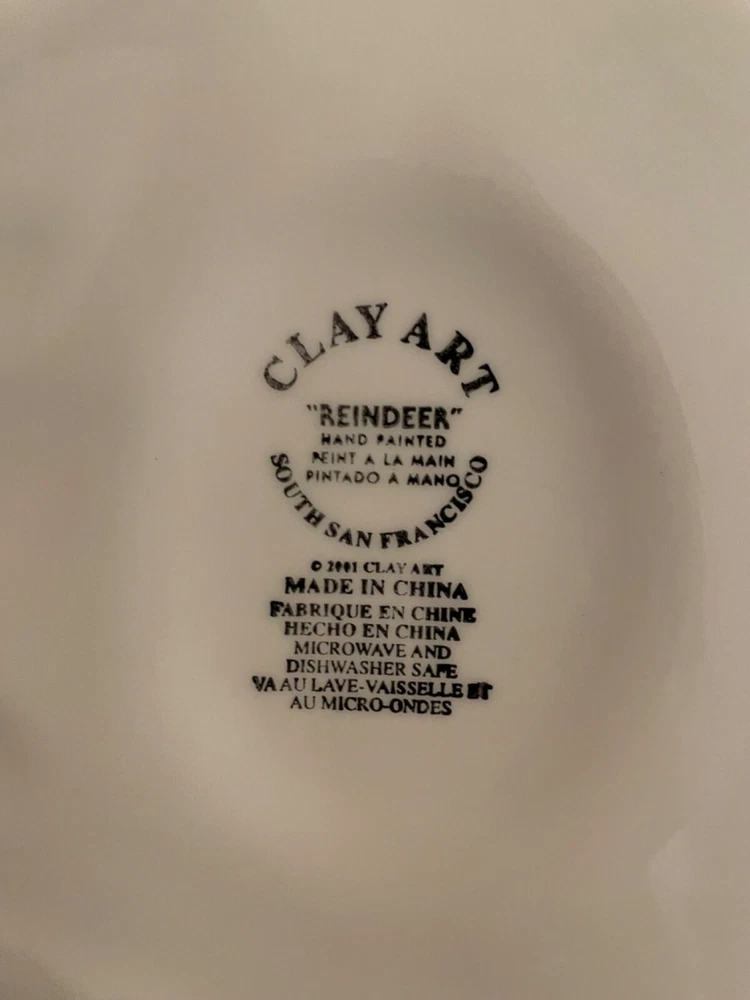 CLAY ART
"REINDEER"
HAND PAINTED
PEINT A LA MAIN
PINTADO A MANO
SOUTH SAN FRANCISCO
© 2001 CLAY ART
MADE IN CHINA
FABRIQUE EN CHINE
HECHO EN CHINA
MICROWAVE AND
DISHWASHER SAFE
VA AU LAVE-VAISSELLE ET
AU MICRO-ONDES